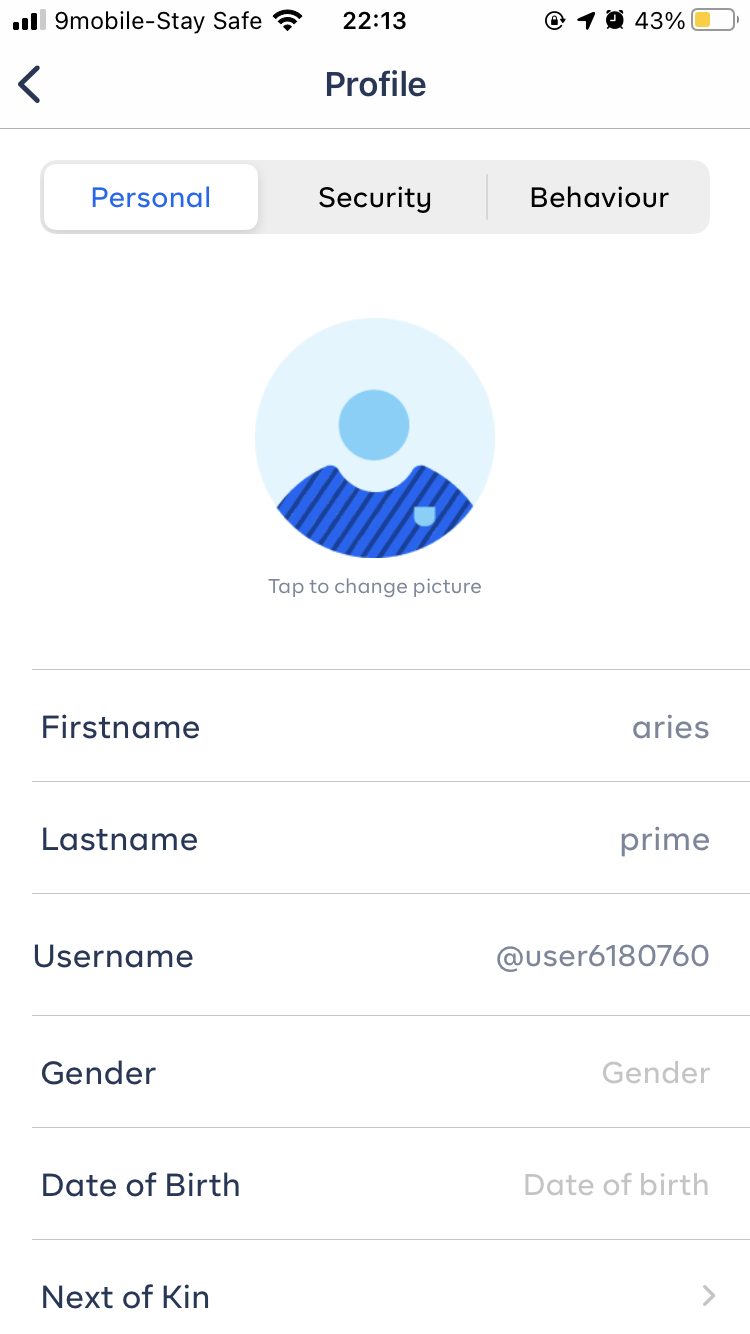 9mobile-Stay Safe 22:13 43%
Profile
Personal Security Behaviour
Tap to change picture
Firstname aries
Lastname prime
Username @user6180760
Gender Gender
Date of Birth Date of birth
Next of Kin